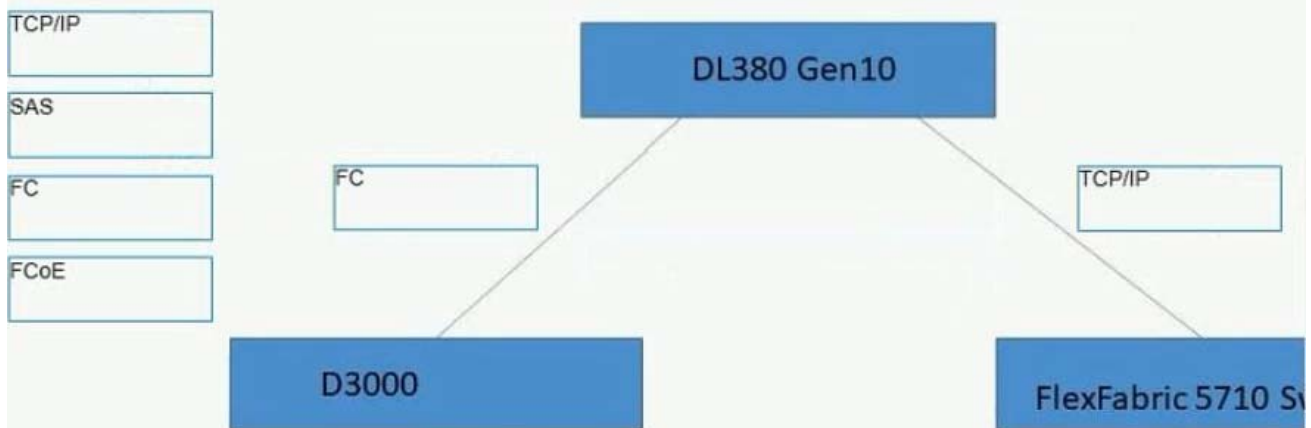 TCP/IP
DL380 Gen10
SAS
FC
FC
TCP/IP
FCoE
D3000
FlexFabric 5710